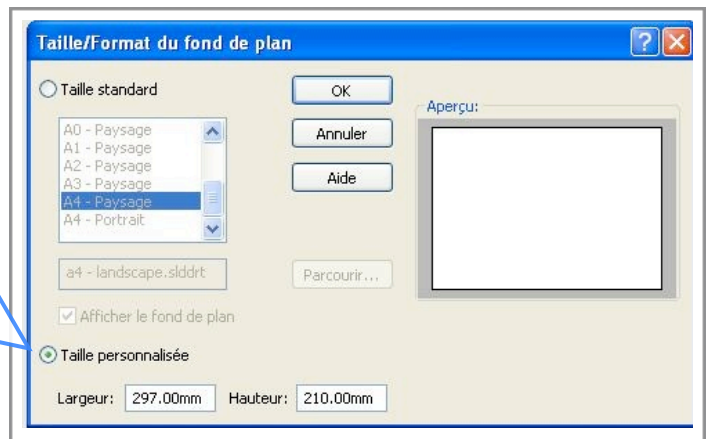 Taille/Format du fond de plan
Taille standard
A0 - Paysage
A1 - Paysage
A2 - Paysage
A3 - Paysage
A4 - Paysage
A4 - Portrait
a4 - landscape.slddrt
Afficher le fond de plan
OK
Annuler
Aide
Parcourir...
Aperçu:
Taille personnalisée
Largeur: 297.00mm Hauteur: 210.00mm